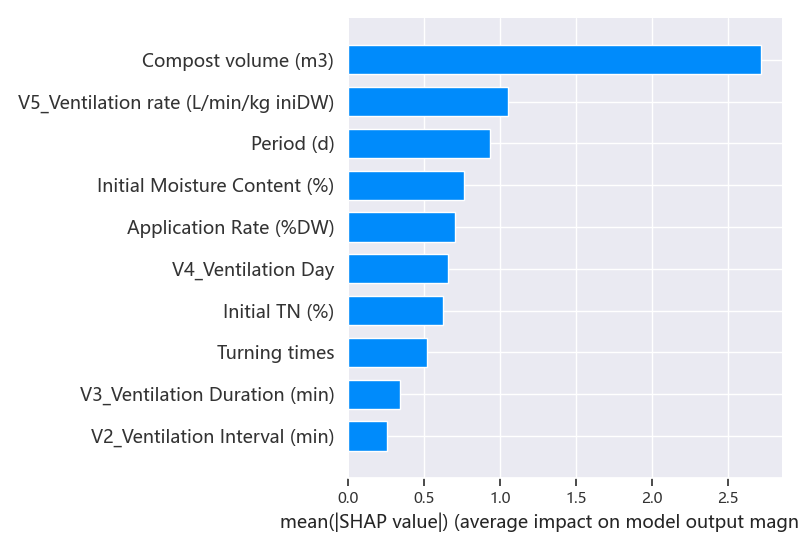 Compost volume (m3)
V5_Ventilation rate (L/min/kg iniDW)
Period (d)
Initial Moisture Content (%)
Application Rate (%DW)
V4_Ventilation Day
Initial TN (%)
Turning times
V3_Ventilation Duration (min)
V2_Ventilation Interval (min)
0.0 0.5 1.0 1.5 2.0 2.5
mean(|SHAP value|) (average impact on model output magn